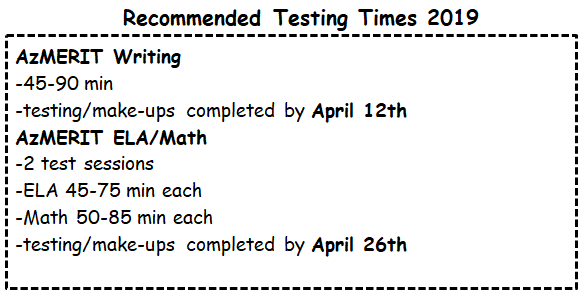 Recommended Testing Times 2019
AzMERIT Writing
-45-90 min
-testing/make-ups completed by April 12th
AzMERIT ELA/Math
-2 test sessions
-ELA 45-75 min each
-Math 50-85 min each
-testing/make-ups completed by April 26th